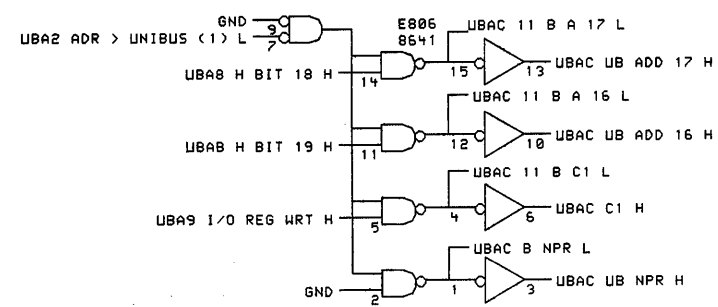 GND
9
UBA2 ADR > UNIBUS (1) L
7
E806
8641
UBAC 11 B A 17 L
UBA8 H BIT 18 H
14
15
13
UBAC UB ADD 17 H
UBAC 11 B A 16 L
UBA8 H BIT 19 H
11
12
10
UBAC UB ADD 16 H
UBAC 11 B C1 L
UBA9 I/O REG WRT H
5
4
6
UBAC C1 H
UBAC B NPR L
GND
2
1
3
UBAC UB NPR H